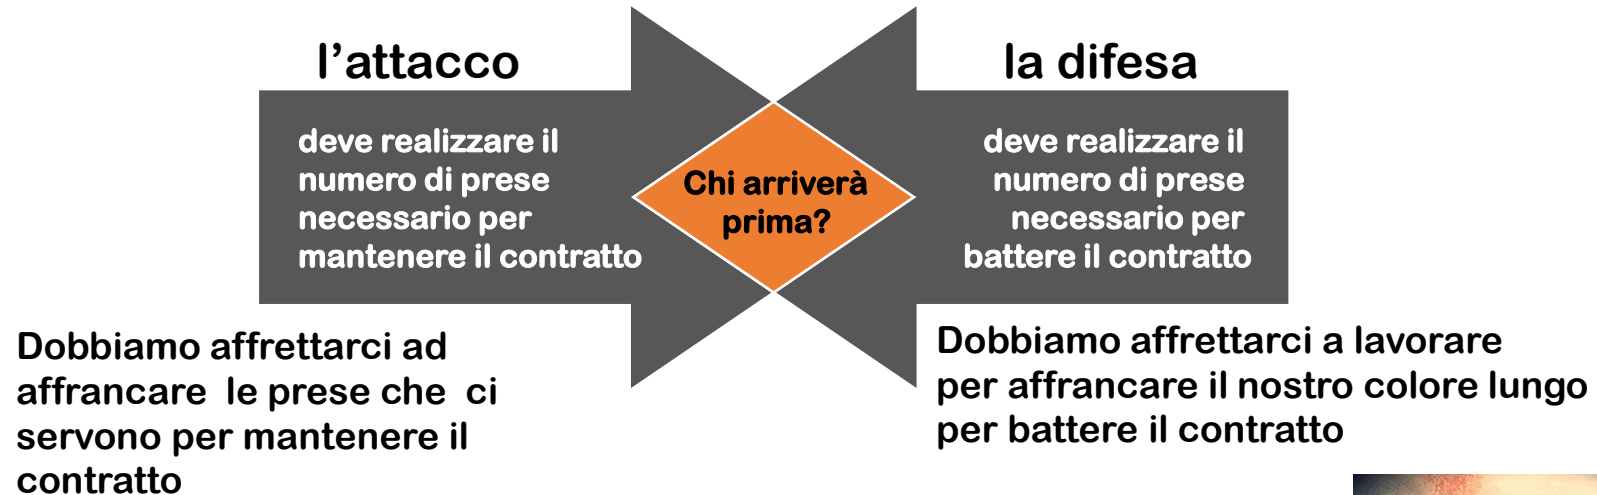 l’attacco
deve realizzare il
numero di prese
necessario per
mantenere il contratto
Dobbiamo affrettarci ad
affrancare le prese che ci
servono per mantenere il
contratto
Chi arriverà
prima?
la difesa
deve realizzare il
numero di prese
necessario per
battere il contratto
Dobbiamo affrettarci a lavorare
per affrancare il nostro colore lungo
per battere il contratto